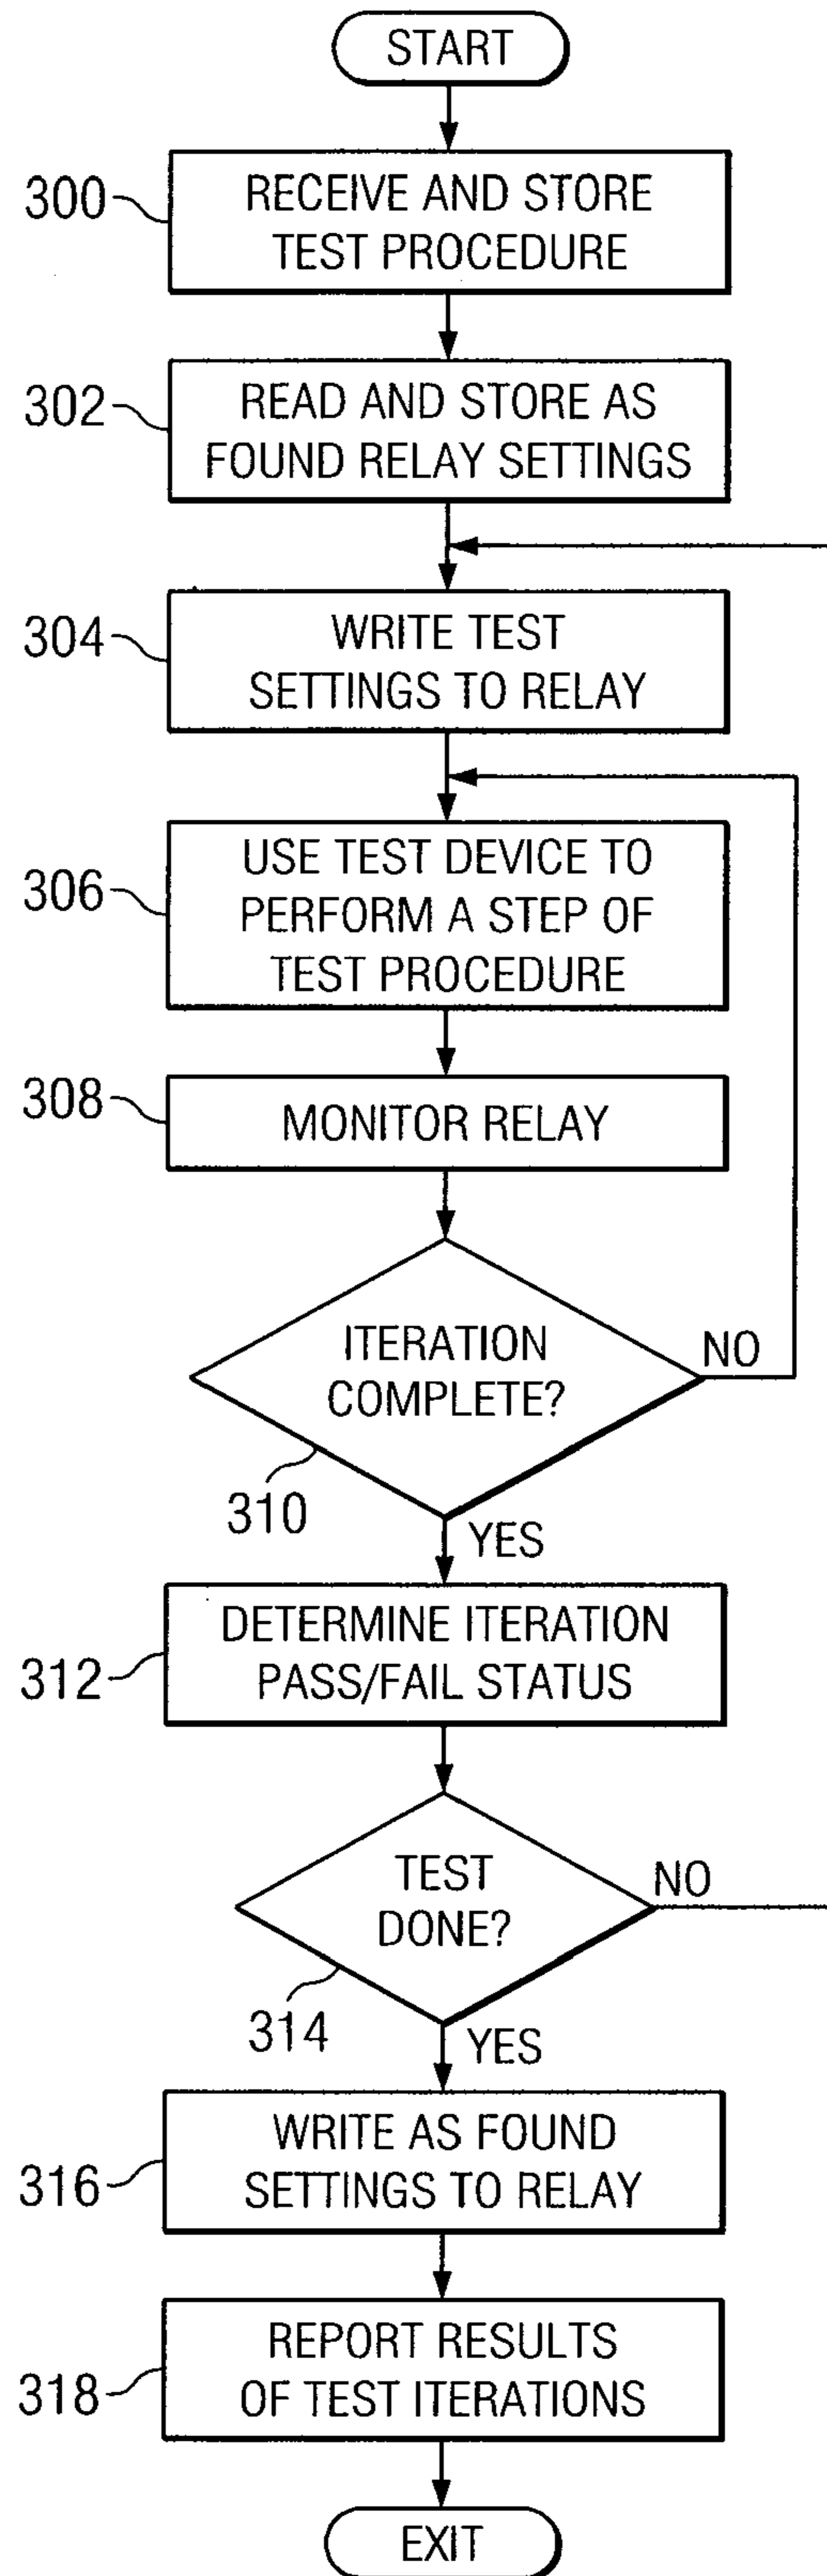 START
300
RECEIVE AND STORE
TEST PROCEDURE
302
READ AND STORE AS
FOUND RELAY SETTINGS
304
WRITE TEST
SETTINGS TO RELAY
306
USE TEST DEVICE TO
PERFORM A STEP OF
TEST PROCEDURE
308
MONITOR RELAY
ITERATION
COMPLETE?
NO
310
YES
312
DETERMINE ITERATION
PASS/FAIL STATUS
TEST
DONE?
NO
314
YES
316
WRITE AS FOUND
SETTINGS TO RELAY
318
REPORT RESULTS
OF TEST ITERATIONS
EXIT